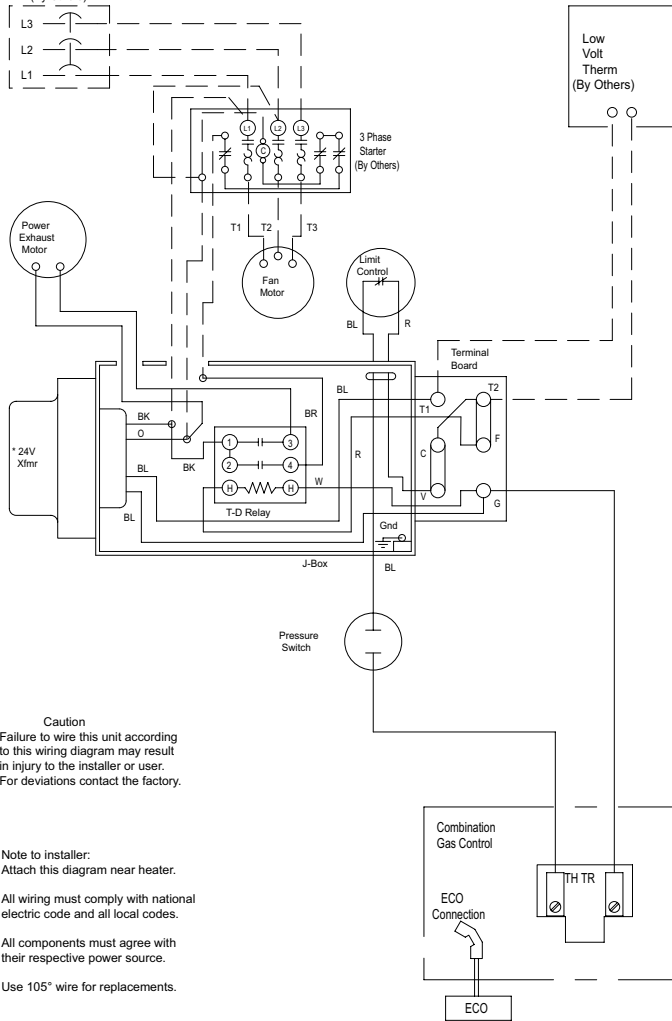 L3
L2
L1
Low
Volt
Therm
(By Others)
L1
L2
L3
C
3 Phase
Starter
(By Others)
T1
T2
T3
Power
Exhaust
Motor
Fan
Motor
Limit
Control
BL
R
Terminal
Board
T2
T1
BL
BR
BK
O
BK
1
3
2
4
H
H
W
R
C
F
V
G
* 24V
Xfmr
BL
BL
T-D Relay
Gnd
J-Box
BL
Pressure
Switch
Caution
Failure to wire this unit according
to this wiring diagram may result
in injury to the installer or user.
For deviations contact the factory.
Note to installer:
Attach this diagram near heater.
All wiring must comply with national
electric code and all local codes.
All components must agree with
their respective power source.
Use 105° wire for replacements.
Combination
Gas Control
TH TR
ECO
Connection
ECO